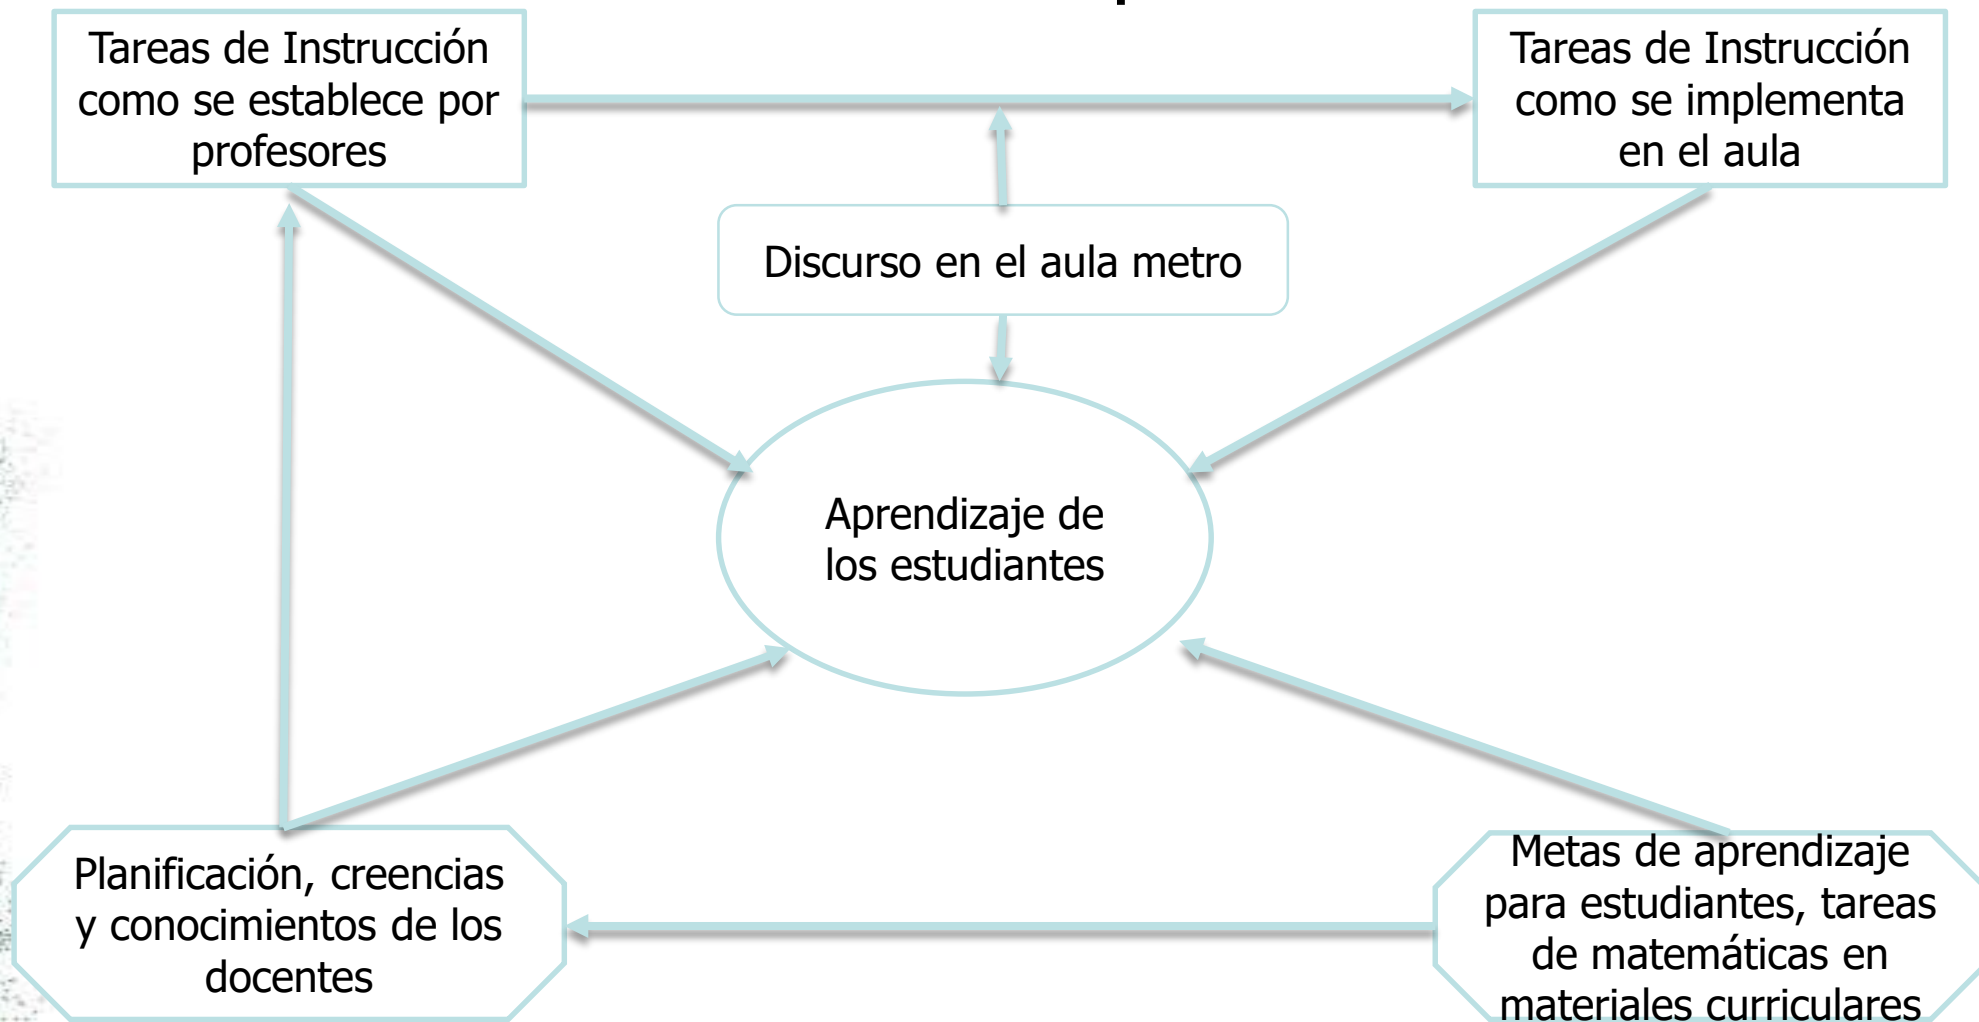 Tareas de Instrucción
como se establece por
profesores
Tareas de Instrucción
como se implementa
en el aula
Discurso en el aula metro
Aprendizaje de
los estudiantes
Planificación, creencias
y conocimientos de los
docentes
Metas de aprendizaje
para estudiantes, tareas
de matemáticas en
materiales curriculares